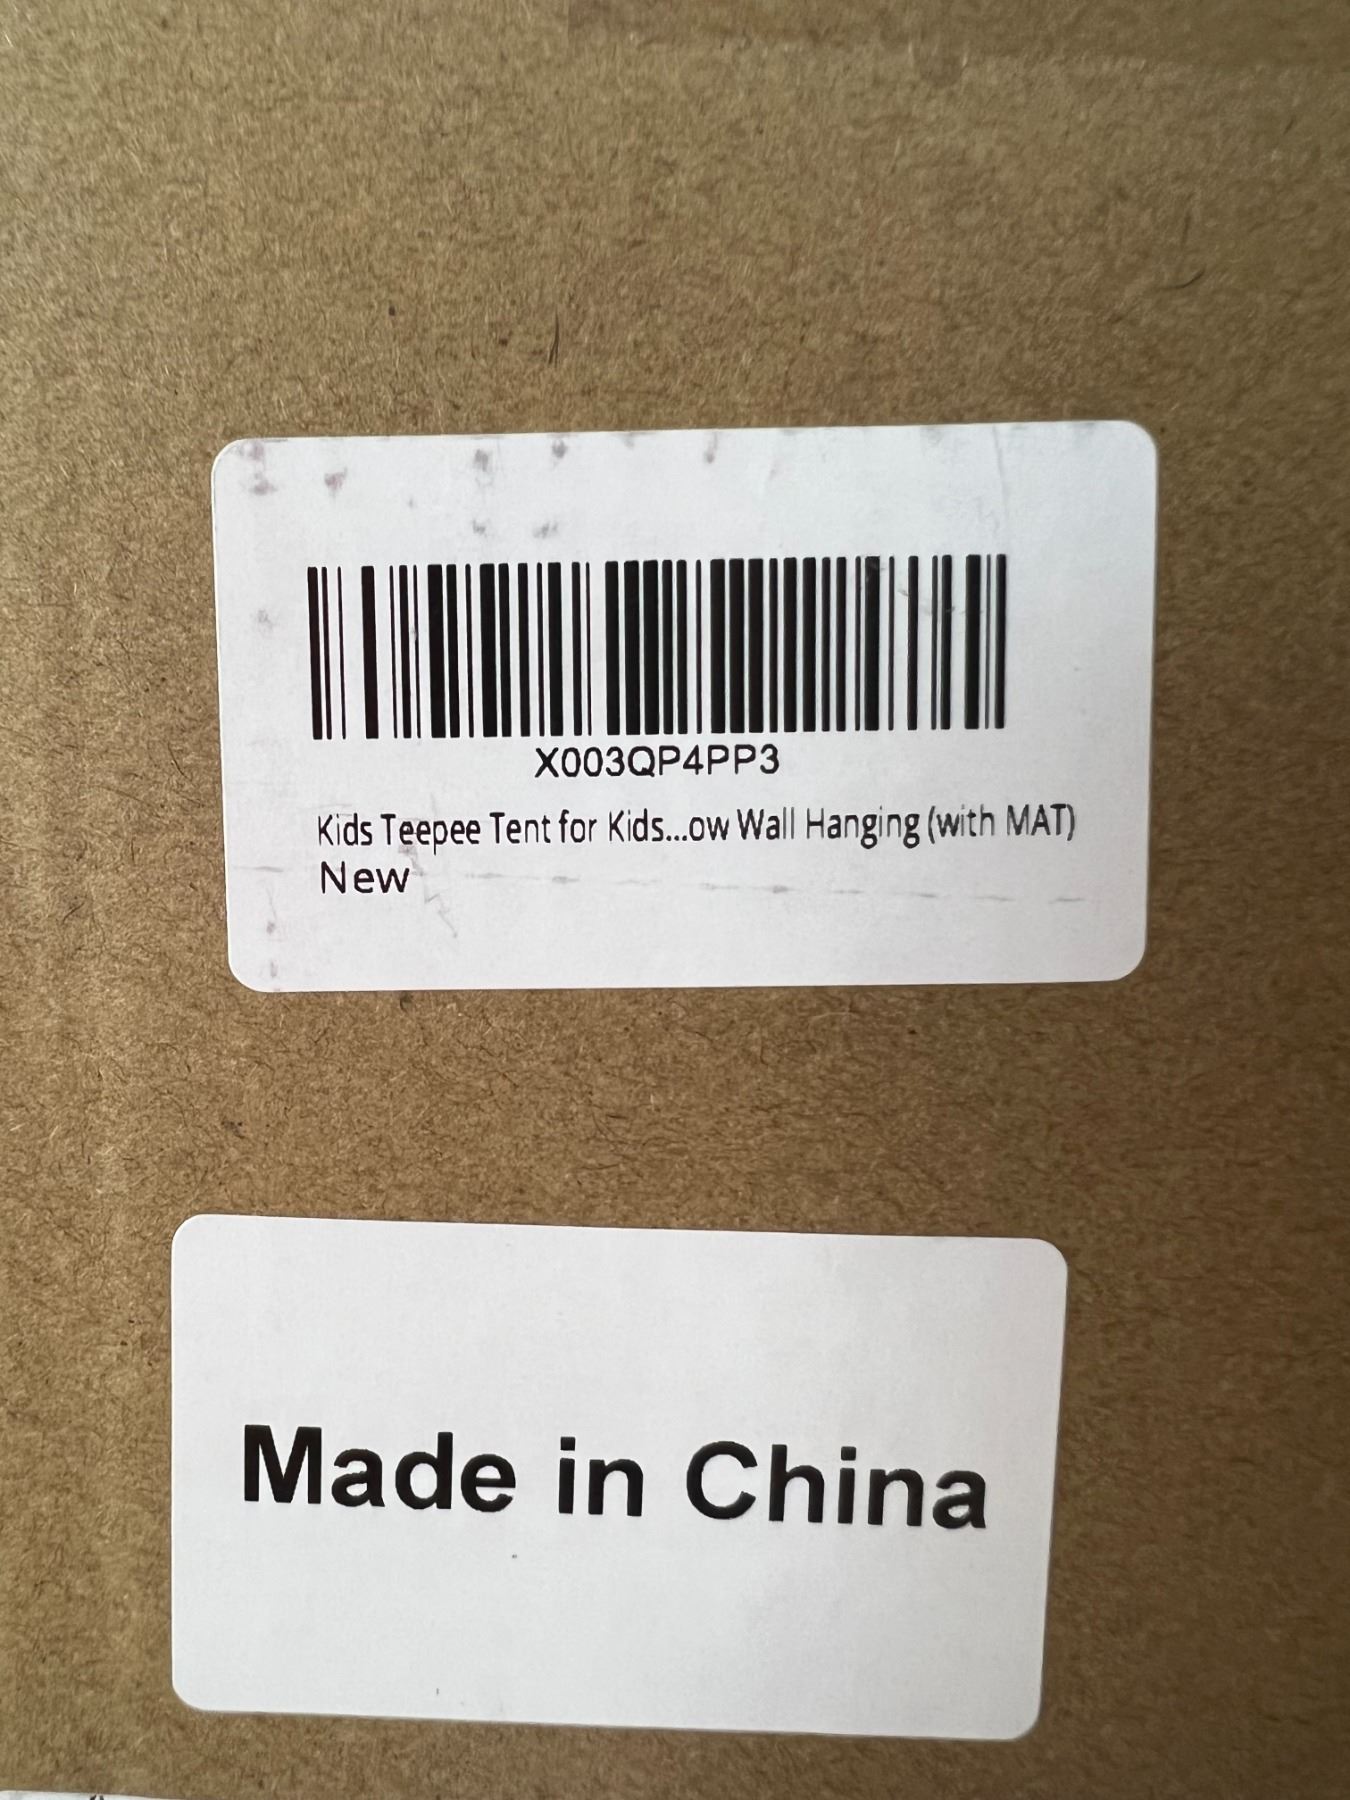 X003QP4PP3
Kids Teepee Tent for Kids...ow Wall Hanging (with MAT)
New
Made in China